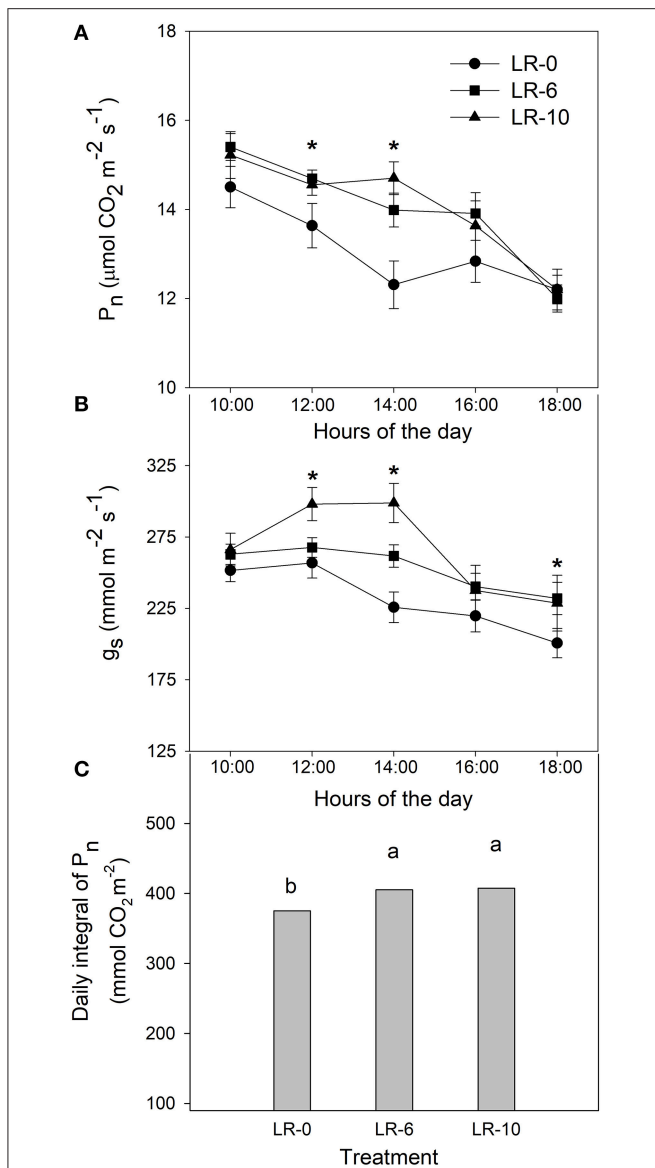 A
18
16
14
12
10
Pn (μmol CO2 m-2 s-1)
LR-0
LR-6
LR-10
* *
10:00 12:00 14:00 16:00 18:00
Hours of the day
B
325
275
225
175
125
gs (mmol m-2 s-1)
* * *
10:00 12:00 14:00 16:00 18:00
Hours of the day
C
500
400
300
200
100
Daily integral of Pn
(mmol CO2 m-2)
b a a
LR-0 LR-6 LR-10
Treatment